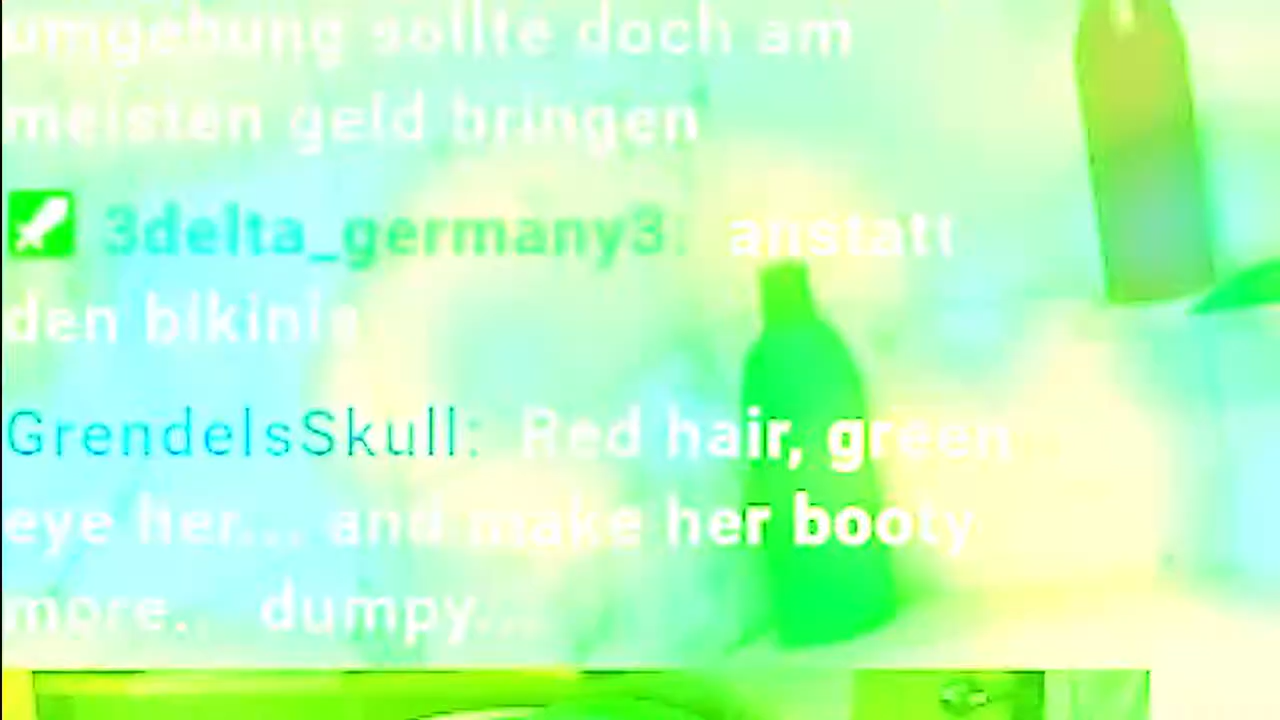 umgebung sollte doch am
meisten geld bringen
3delta_germany3: anstatt
den bikinis
GrendelsSkull: Red hair, green
eye her... and make her booty
more.. dumpy...